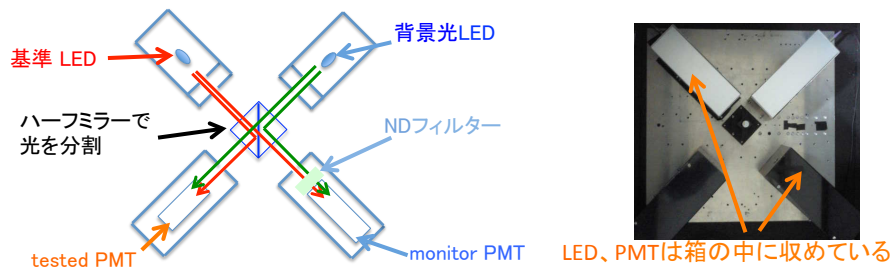 背景光LED
基準 LED
ハーフミラーで
光を分割
NDフィルター
tested PMT
monitor PMT
LED、PMTは箱の中に収めている